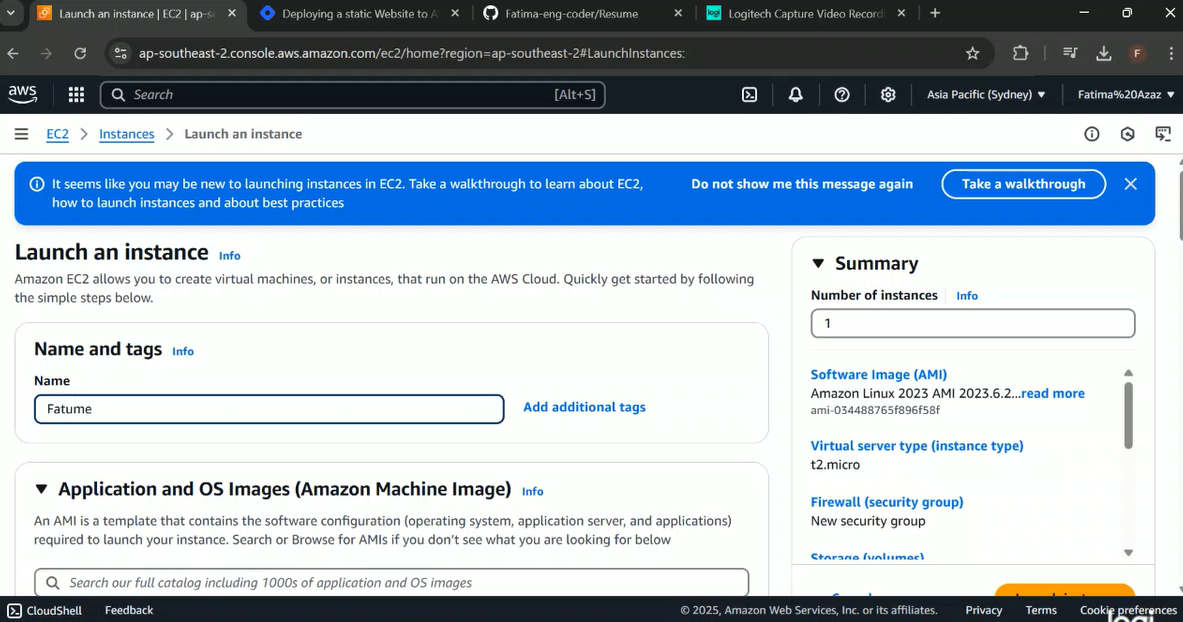 Launch an instance | EC2 | ap-s
Deploying a static Website to A
Fatima-eng-coder/Resume
logi
Logitech Capture Video Record
ap-southeast-2.console.aws.amazon.com/ec2/home?region=ap-southeast-2#LaunchInstances:
F
aws
Search
[Alt+S]
Asia Pacific (Sydney)
Fatima%20Azaz
EC2
Instances
Launch an instance
It seems like you may be new to launching instances in EC2. Take a walkthrough to learn about EC2,
how to launch instances and about best practices
Do not show me this message again
Take a walkthrough
Launch an instance Info
Amazon EC2 allows you to create virtual machines, or instances, that run on the AWS Cloud. Quickly get started by following
the simple steps below.
Name and tags Info
Name
Fatume
Add additional tags
Application and OS Images (Amazon Machine Image) Info
An AMI is a template that contains the software configuration (operating system, application server, and applications)
required to launch your instance. Search or Browse for AMIs if you don't see what you are looking for below
Search our full catalog including 1000s of application and OS images
Summary
Number of instances Info
1
Software Image (AMI)
Amazon Linux 2023 AMI 2023.6.2...read more
ami-034488765f896f58f
Virtual server type (instance type)
t2.micro
Firewall (security group)
New security group
Storage (volumes)
CloudShell
Feedback
© 2025, Amazon Web Services, Inc. or its affiliates.
Privacy
Terms
Cookie preferences
logi